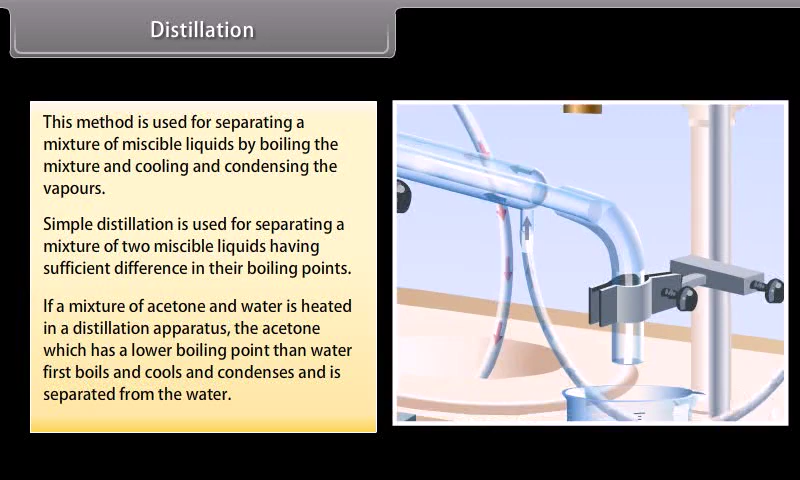 Distillation
This method is used for separating a
mixture of miscible liquids by boiling the
mixture and cooling and condensing the
vapours.
Simple distillation is used for separating a
mixture of two miscible liquids having
sufficient difference in their boiling points.
If a mixture of acetone and water is heated
in a distillation apparatus, the acetone
which has a lower boiling point than water
first boils and cools and condenses and is
separated from the water.